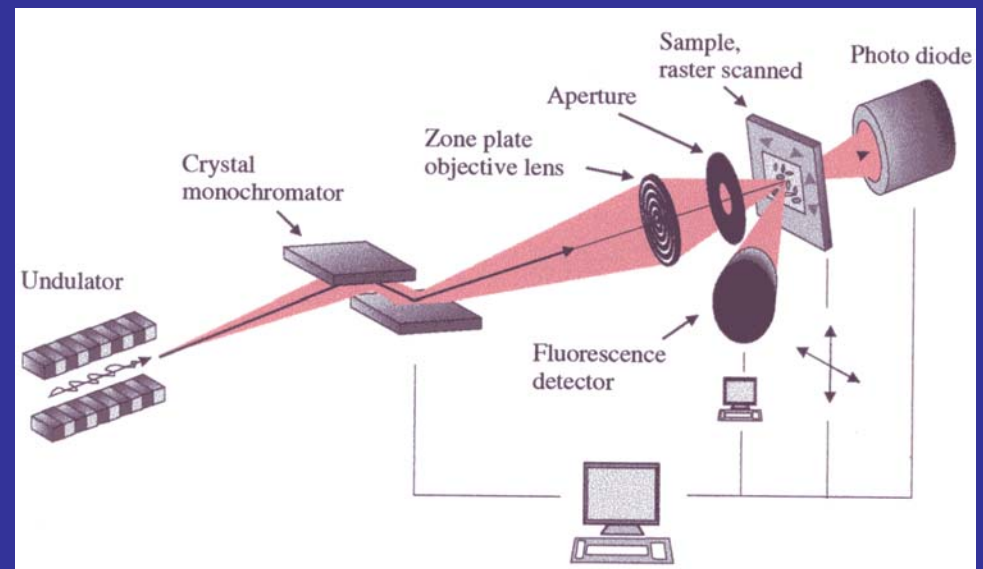 Sample,
raster scanned
Photo diode
Aperture
Zone plate
objective lens
Crystal
monochromator
Undulator
Fluorescence
detector